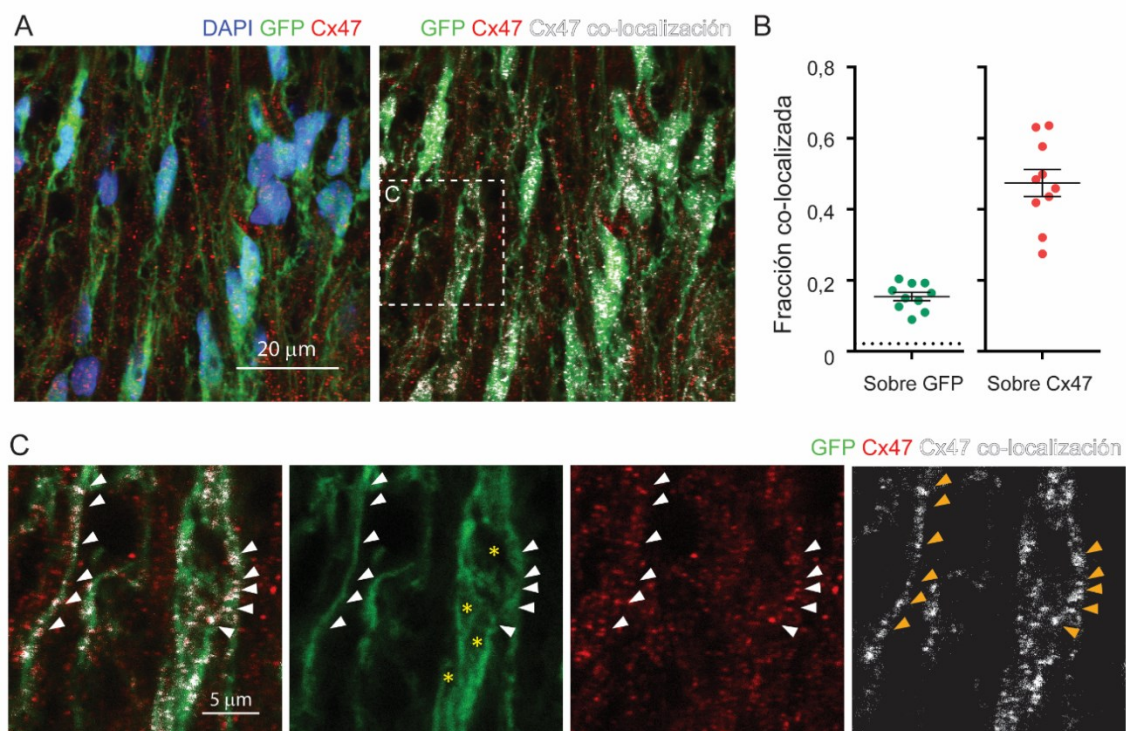 A
DAPI GFP Cx47
GFP Cx47 Cx47 co-localización
C
20 µm
B
Fracción co-localizada
0,8
0,6
0,4
0,2
0
Sobre GFP
Sobre Cx47
C
GFP Cx47 Cx47 co-localización
5 µm
* * * *